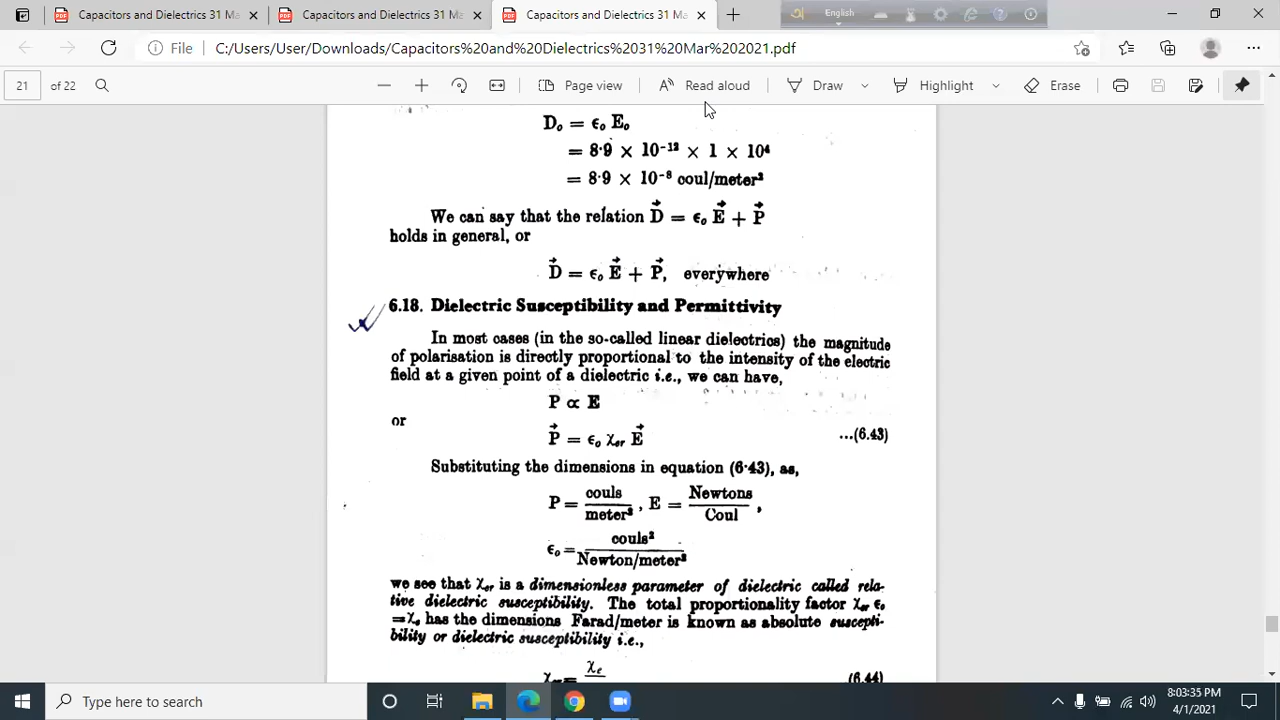 Capacitors and Dielectrics 31 Ma
Capacitors and Dielectrics 31 M
Capacitors and Dielectrics 31 Ma
File C:/Users/User/Downloads/Capacitors%20and%20Dielectrics%2031%20Mar%202021.pdf
21 of 22 Page view Read aloud Draw Highlight Erase
D₀ = ϵ₀ E₀
= 8·9 × 10⁻¹² × 1 × 10⁴
= 8·9 × 10⁻⁸ coul/meter²
We can say that the relation D⃗ = ϵ₀ E⃗ + P⃗
holds in general, or
D⃗ = ϵ₀ E⃗ + P⃗, everywhere
6.18. Dielectric Susceptibility and Permittivity
In most cases (in the so-called linear dielectrics) the magnitude
of polarisation is directly proportional to the intensity of the electric
field at a given point of a dielectric i.e., we can have,
P ∝ E
or
P⃗ = ϵ₀ χₑᵣ E⃗ ...(6.43)
Substituting the dimensions in equation (6·43), as,
P = couls/meter², E = Newtons/Coul,
ϵ₀ = couls²/Newton/meter²
we see that χₑᵣ is a dimensionless parameter of dielectric called rela-
tive dielectric susceptibility. The total proportionality factor χₑᵣ ϵ₀
=χₑ has the dimensions Farad/meter is known as absolute suscepti-
bility or dielectric susceptibility i.e.,
χₑᵣ= χₑ (6.44)
Type here to search
8:03:35 PM
4/1/2021